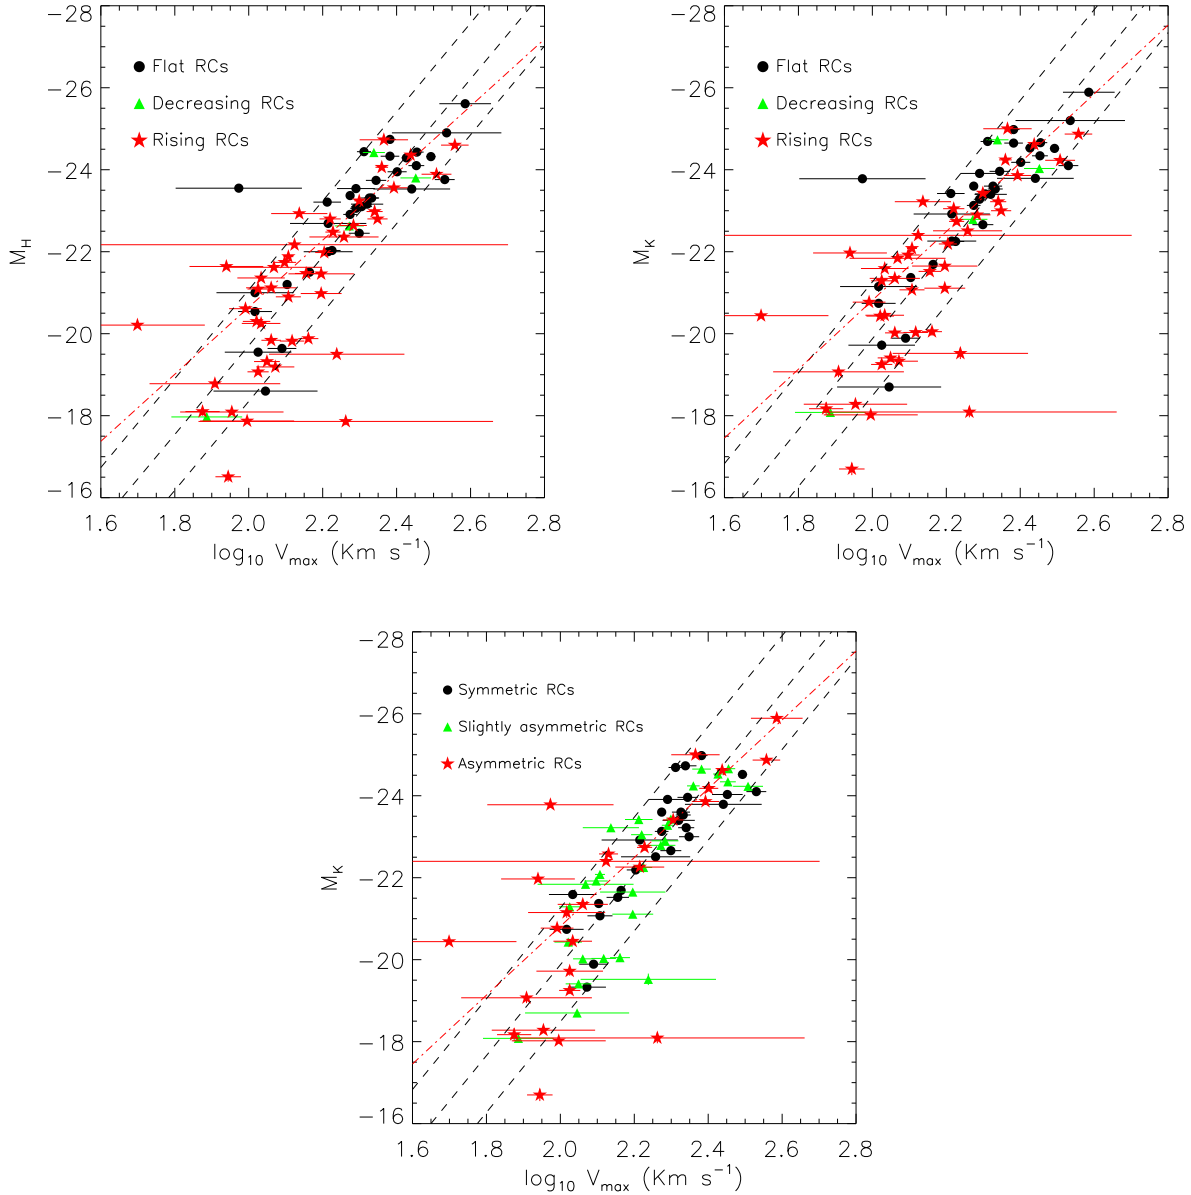 −28
−26
−24
−22
−20
−18
−16
M_H
Flat RCs
Decreasing RCs
Rising RCs
1.6 1.8 2.0 2.2 2.4 2.6 2.8
log₁₀ V_max (Km s⁻¹)
−28
−26
−24
−22
−20
−18
−16
M_K
Flat RCs
Decreasing RCs
Rising RCs
1.6 1.8 2.0 2.2 2.4 2.6 2.8
log₁₀ V_max (Km s⁻¹)
−28
−26
−24
−22
−20
−18
−16
M_K
Symmetric RCs
Slightly asymmetric RCs
Asymmetric RCs
1.6 1.8 2.0 2.2 2.4 2.6 2.8
log₁₀ V_max (Km s⁻¹)